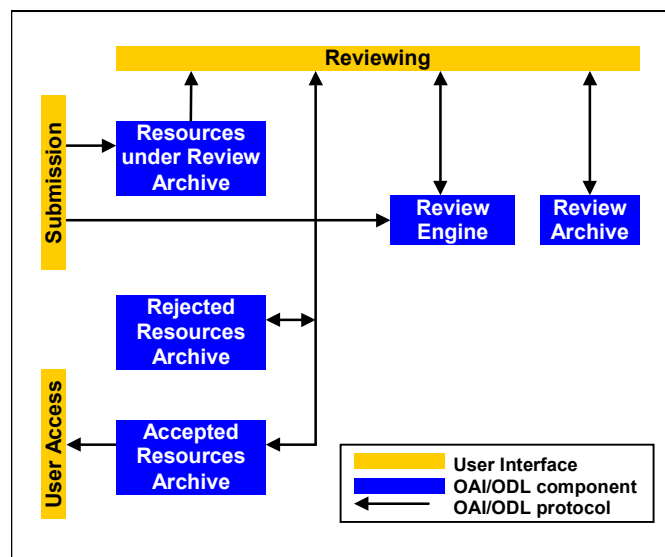 Reviewing
Submission
Resources
under Review
Archive
Review
Engine
Review
Archive
Rejected
Resources
Archive
User Access
Accepted
Resources
Archive
User Interface
OAI/ODL component
OAI/ODL protocol